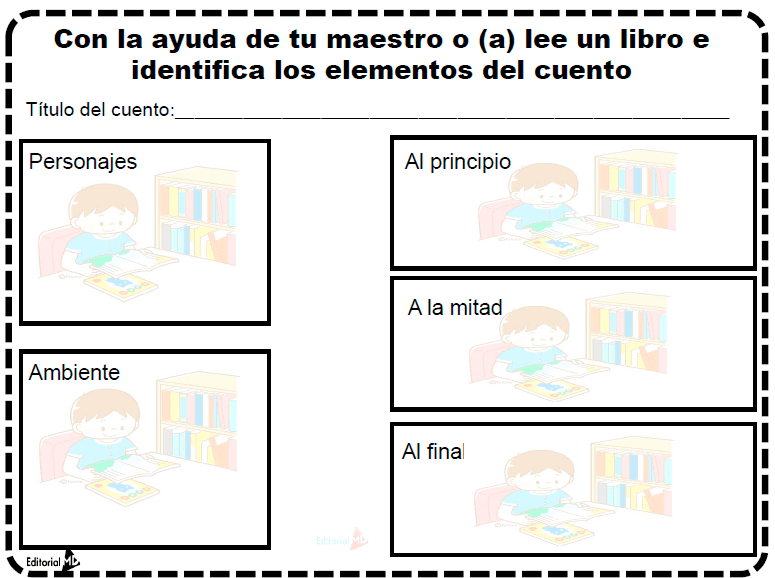 Con la ayuda de tu maestro o (a) lee un libro e
identifica los elementos del cuento
Título del cuento:___________________________________________________
Personajes
Al principio
A la mitad
Ambiente
Al final
Editorial MD
Editorial MD